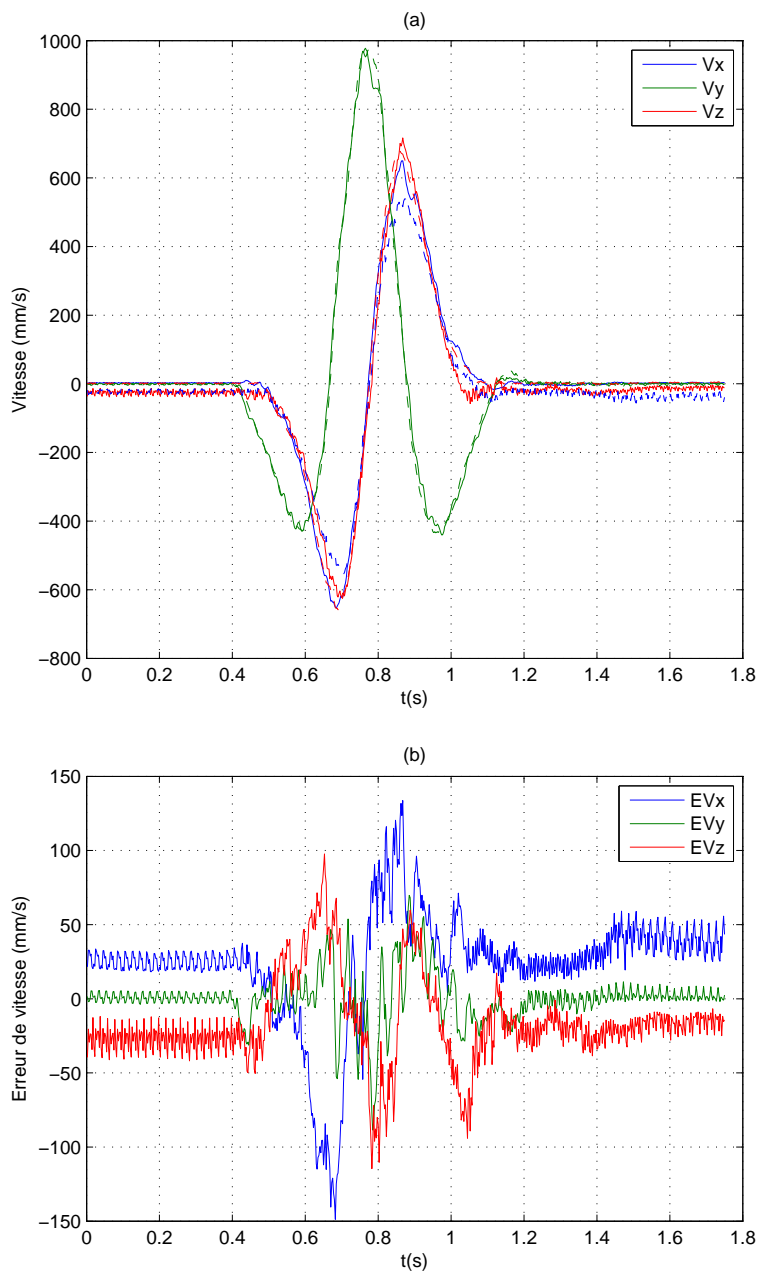 (a)
1000
800
600
400
200
0
−200
−400
−600
−800
Vitesse (mm/s)
Vx
Vy
Vz
0 0.2 0.4 0.6 0.8 1 1.2 1.4 1.6 1.8
t(s)
(b)
150
100
50
0
−50
−100
−150
Erreur de vitesse (mm/s)
EVx
EVy
EVz
0 0.2 0.4 0.6 0.8 1 1.2 1.4 1.6 1.8
t(s)